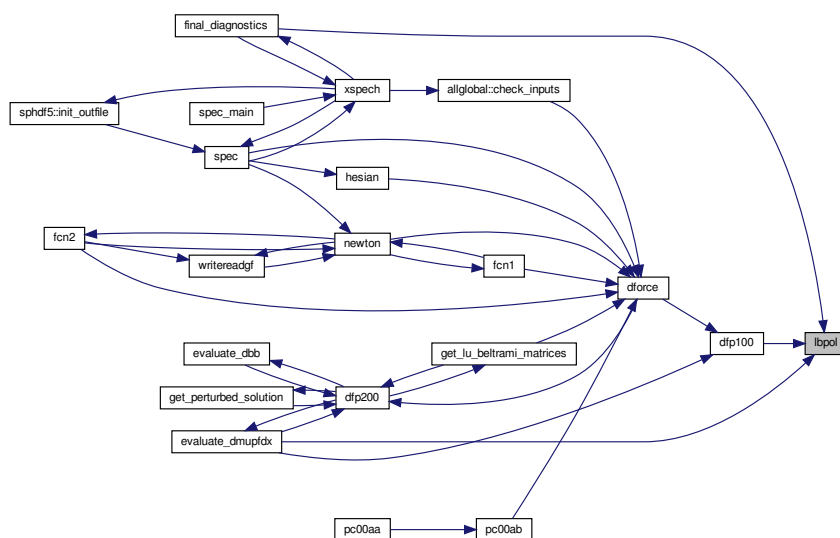 final_diagnostics
xspech
allglobal::check_inputs
sphdf5::init_outfile
spec_main
spec
hesian
fcn2
newton
writereadgf
fcn1
dforce
evaluate_dbb
get_lu_beltrami_matrices
dfp100
lbpol
get_perturbed_solution
dfp200
evaluate_dmupfdx
pc00aa
pc00ab